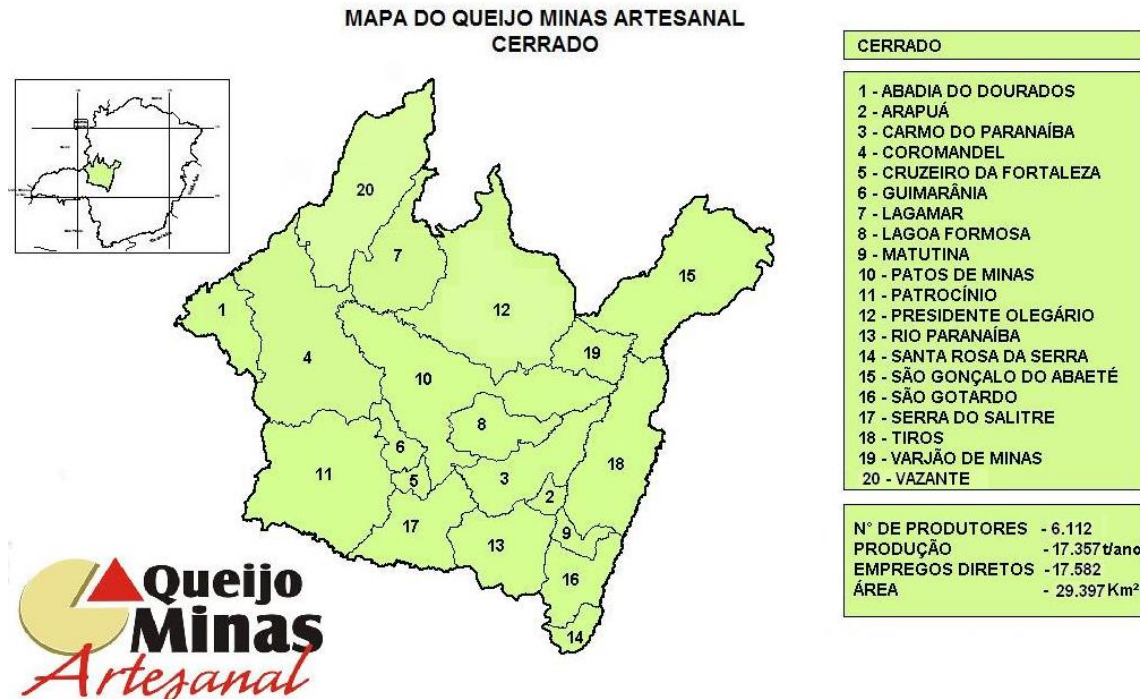 MAPA DO QUEIJO MINAS ARTESANAL
CERRADO
CERRADO
1 - ABADIA DO DOURADOS
2 - ARAPUÁ
3 - CARMO DO PARANAÍBA
4 - COROMANDEL
5 - CRUZEIRO DA FORTALEZA
6 - GUIMARÂNIA
7 - LAGAMAR
8 - LAGOA FORMOSA
9 - MATUTINA
10 - PATOS DE MINAS
11 - PATROCÍNIO
12 - PRESIDENTE OLEGÁRIO
13 - RIO PARANAÍBA
14 - SANTA ROSA DA SERRA
15 - SÃO GONÇALO DO ABAETÉ
16 - SÃO GOTARDO
17 - SERRA DO SALITRE
18 - TIROS
19 - VARJÃO DE MINAS
20 - VAZANTE
N° DE PRODUTORES - 6.112
PRODUÇÃO - 17.357 t/ano
EMPREGOS DIRETOS - 17.582
ÁREA - 29.397 Km²
20
7
15
1
12
4
19
10
8
6
11
5
3
18
2
17
9
13
16
14
Queijo
Minas
Artesanal